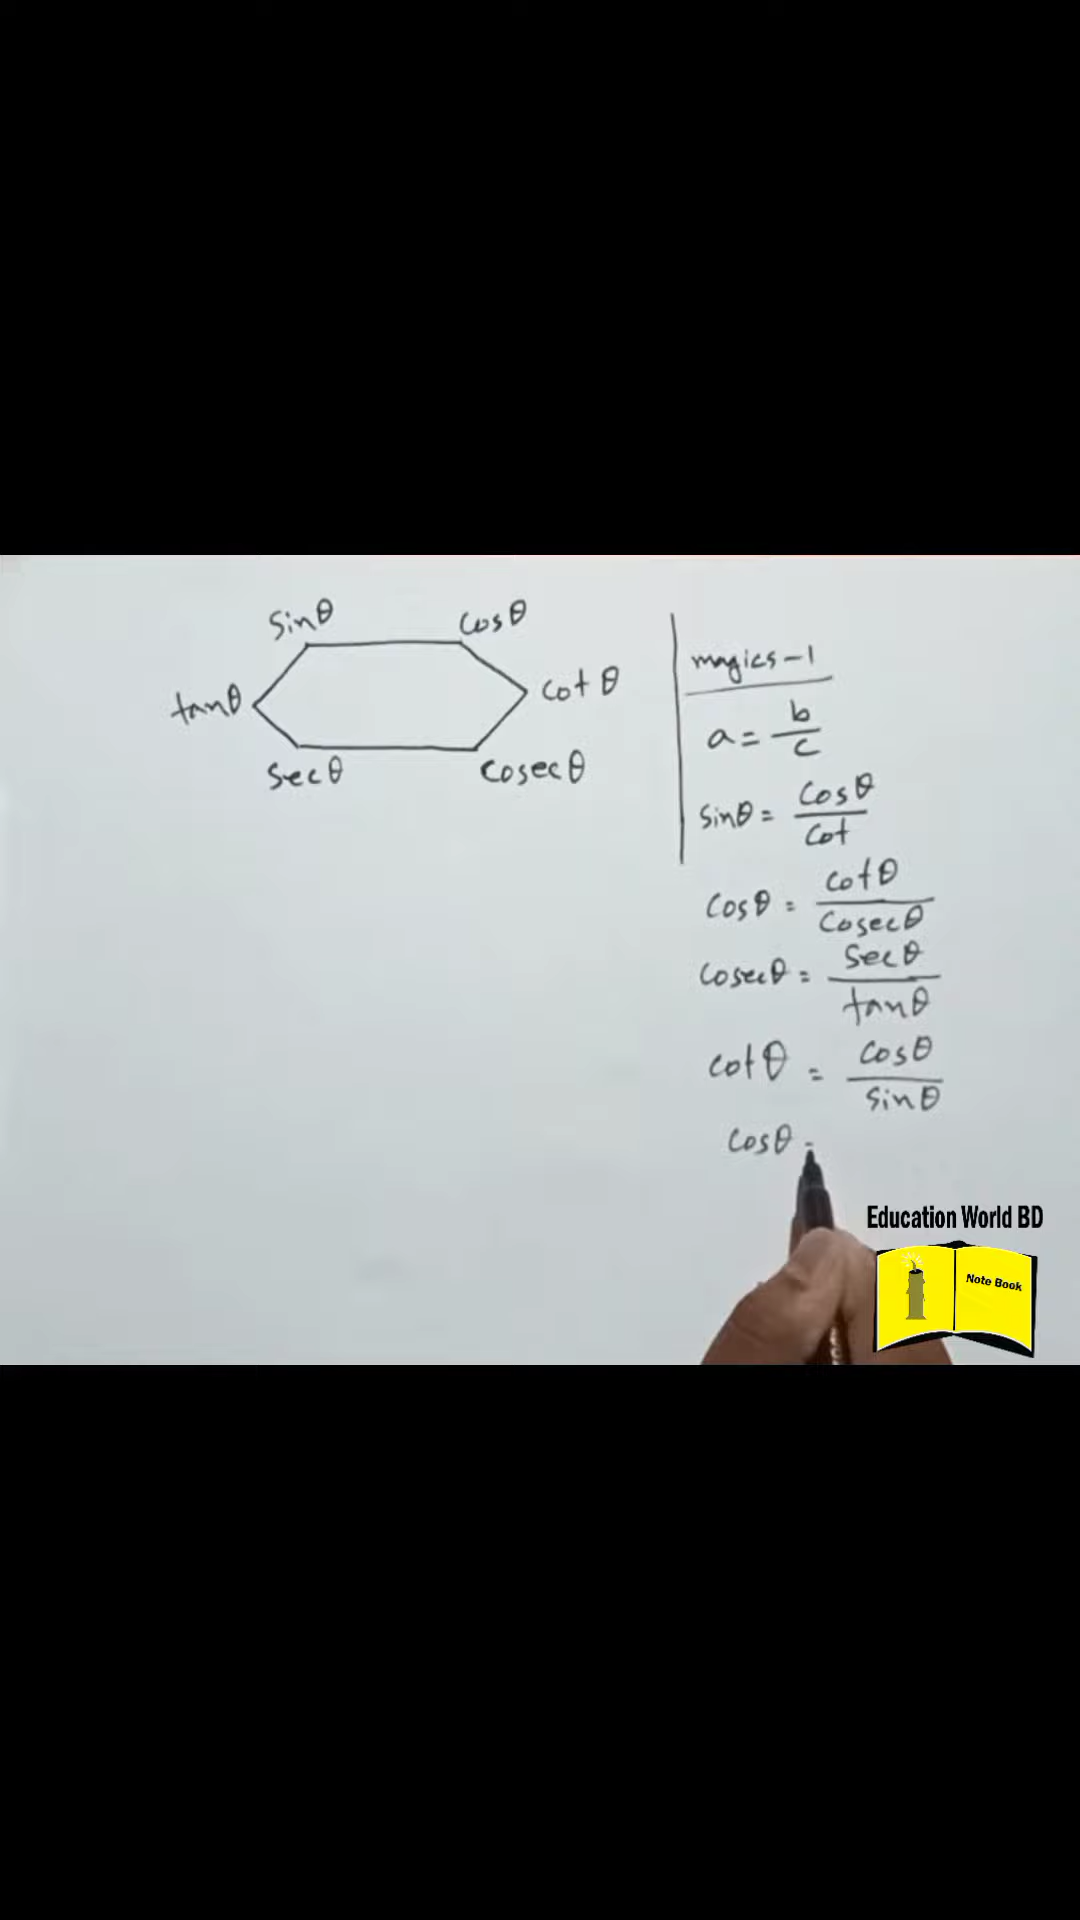 sinθ
cosθ
cotθ
tanθ
secθ
cosecθ
magics-1
a = b/c
sinθ = cosθ/cot
cosθ = cotθ/cosecθ
cosecθ = secθ/tanθ
cotθ = cosθ/sinθ
cosθ =
Education World BD
Note Book